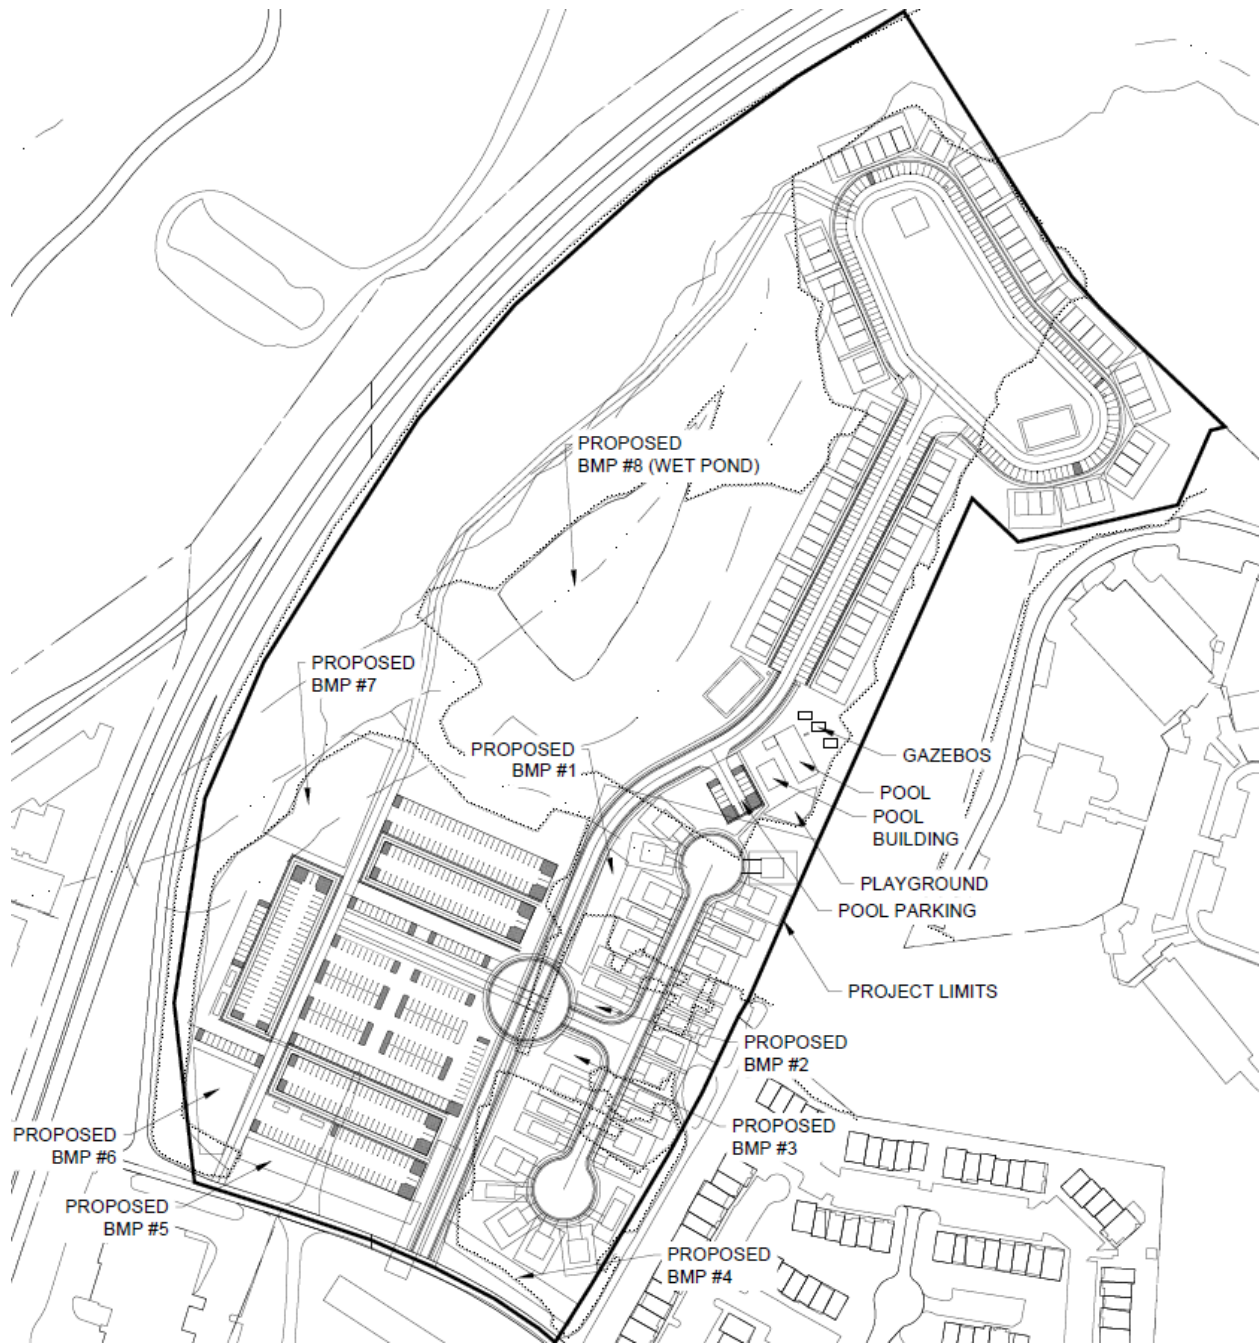 PROPOSED
BMP #8 (WET POND)
PROPOSED
BMP #7
PROPOSED
BMP #1
GAZEBOS
POOL
POOL
BUILDING
PLAYGROUND
POOL PARKING
PROJECT LIMITS
PROPOSED
BMP #2
PROPOSED
BMP #3
PROPOSED
BMP #6
PROPOSED
BMP #5
PROPOSED
BMP #4